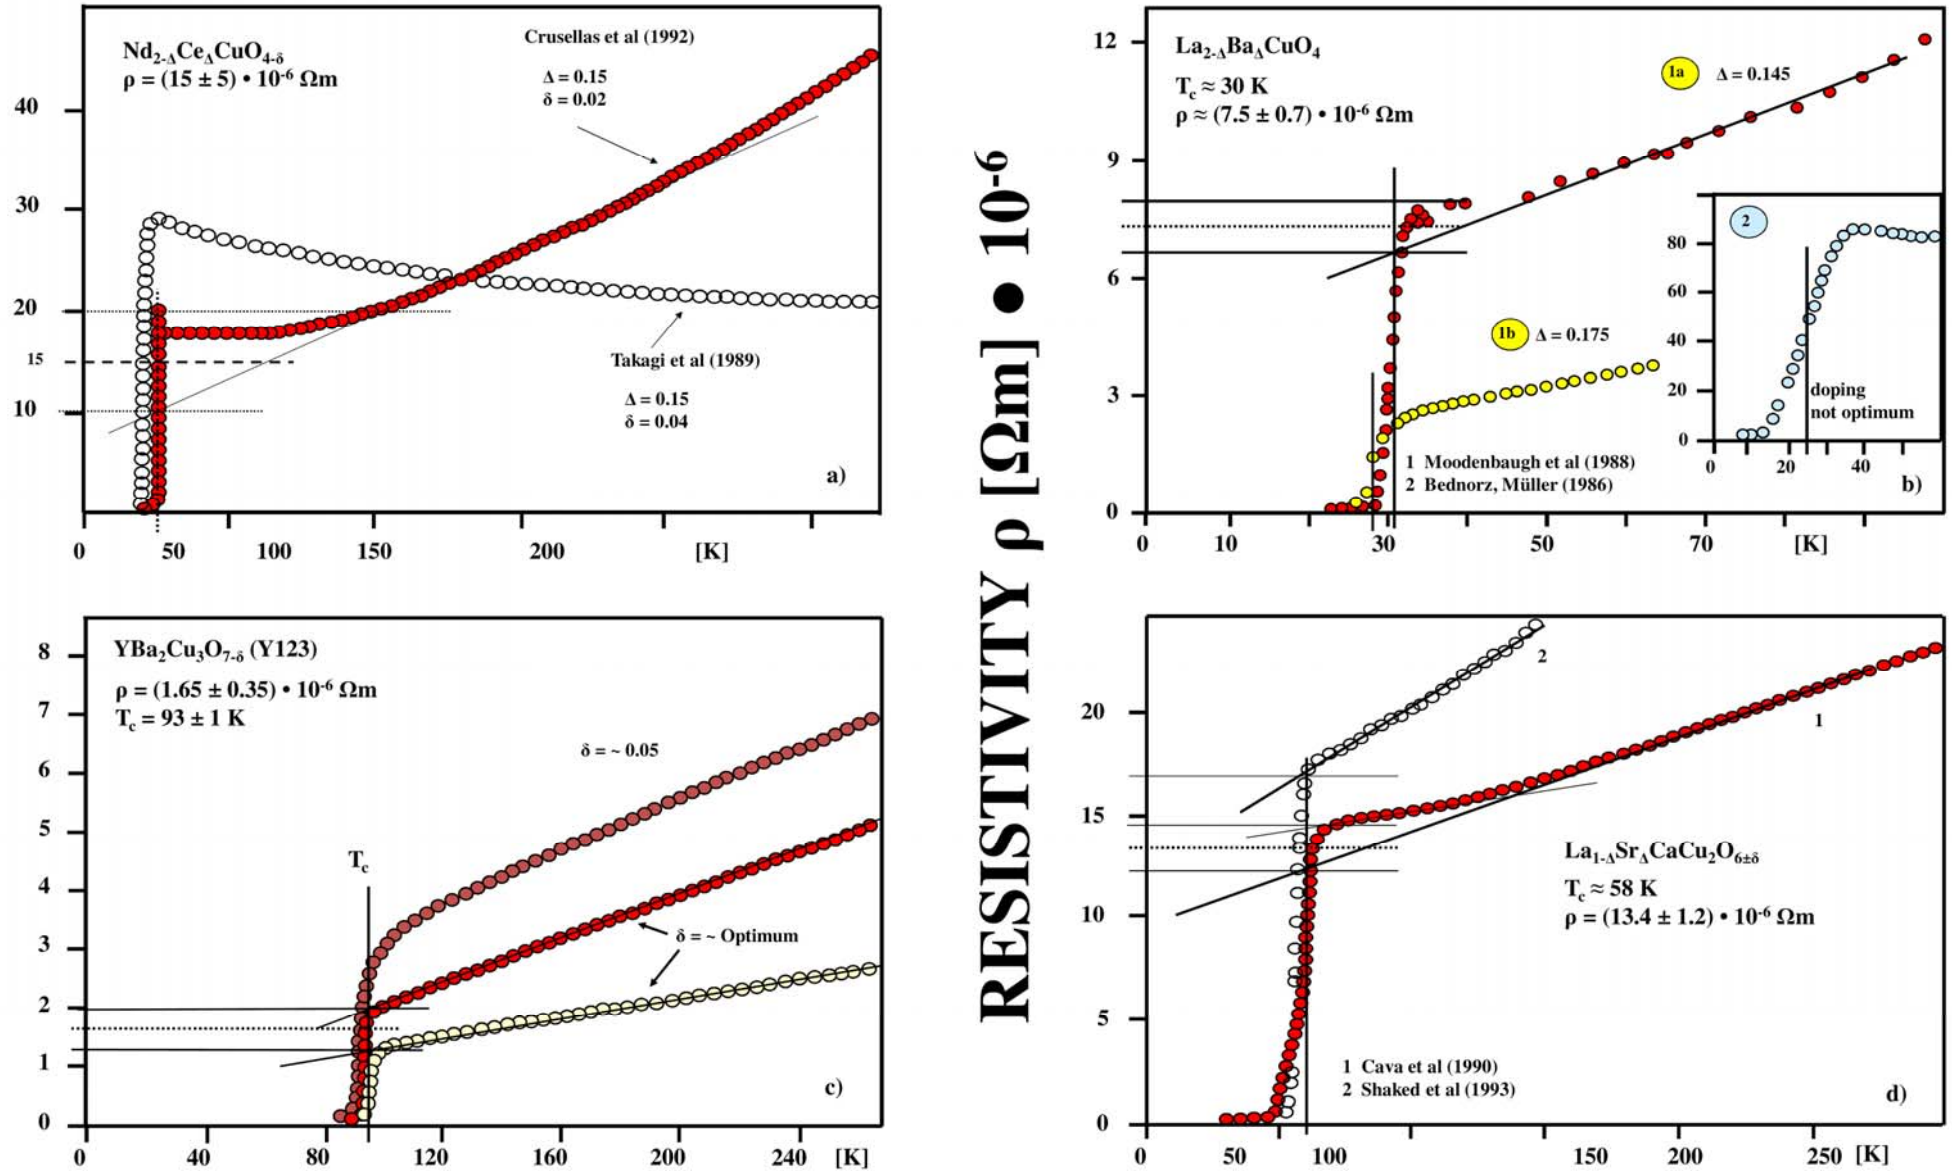 Nd2-ΔCeΔCuO4-δ
ρ = (15 ± 5) • 10-6 Ωm
Crusellas et al (1992)
Δ = 0.15
δ = 0.02
40
30
20
15
10
Takagi et al (1989)
Δ = 0.15
δ = 0.04
a)
0 50 100 150 200 [K]
RESISTIVITY ρ [Ωm] • 10-6
La2-ΔBaΔCuO4
Tc ≈ 30 K
ρ ≈ (7.5 ± 0.7) • 10-6 Ωm
1a Δ = 0.145
12
9
6
3
0
1b Δ = 0.175
1 Moodenbaugh et al (1988)
2 Bednorz, Müller (1986)
2
80
60
40
20
0
doping
not optimum
0 20 40
b)
0 10 30 50 70 [K]
YBa2Cu3O7-δ (Y123)
ρ = (1.65 ± 0.35) • 10-6 Ωm
Tc = 93 ± 1 K
8
7
6
5
4
3
2
1
0
δ = ~ 0.05
Tc
δ = ~ Optimum
c)
0 40 80 120 160 200 240 [K]
2
1
20
15
10
5
0
La1-ΔSrΔCaCu2O6±δ
Tc ≈ 58 K
ρ = (13.4 ± 1.2) • 10-6 Ωm
1 Cava et al (1990)
2 Shaked et al (1993)
d)
0 50 100 150 200 250 [K]